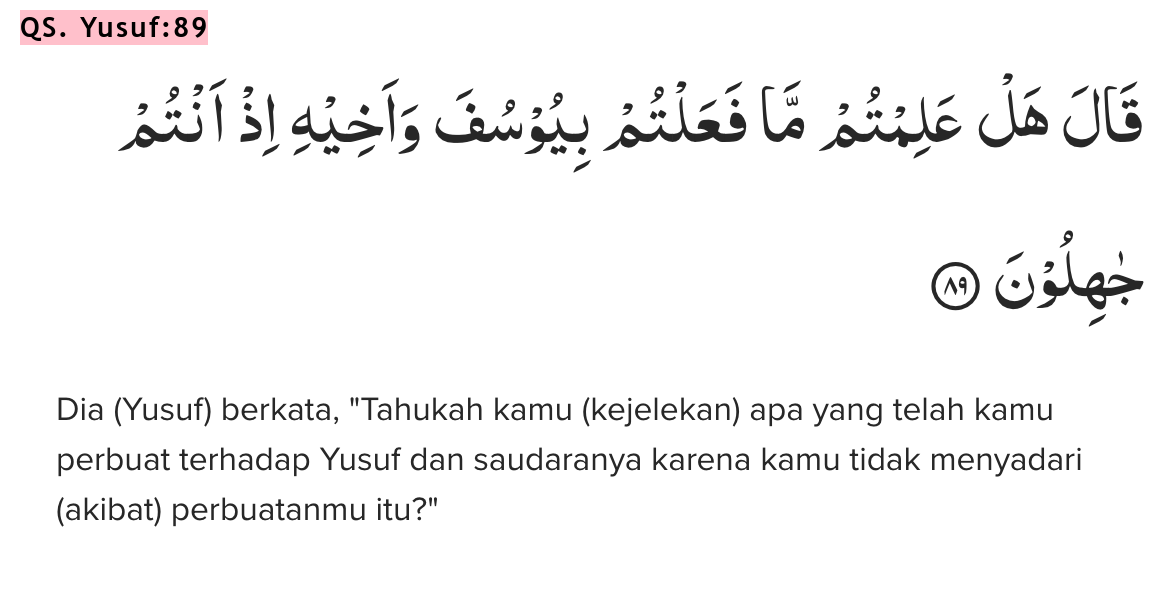 QS. Yusuf:89
قَالَ هَلْ عَلِمْتُمْ مَّا فَعَلْتُمْ بِيُوْسُفَ وَاَخِيْهِ اِذْ اَنْتُمْ
جٰهِلُوْنَ ٨٩
Dia (Yusuf) berkata, "Tahukah kamu (kejelekan) apa yang telah kamu
perbuat terhadap Yusuf dan saudaranya karena kamu tidak menyadari
(akibat) perbuatanmu itu?"